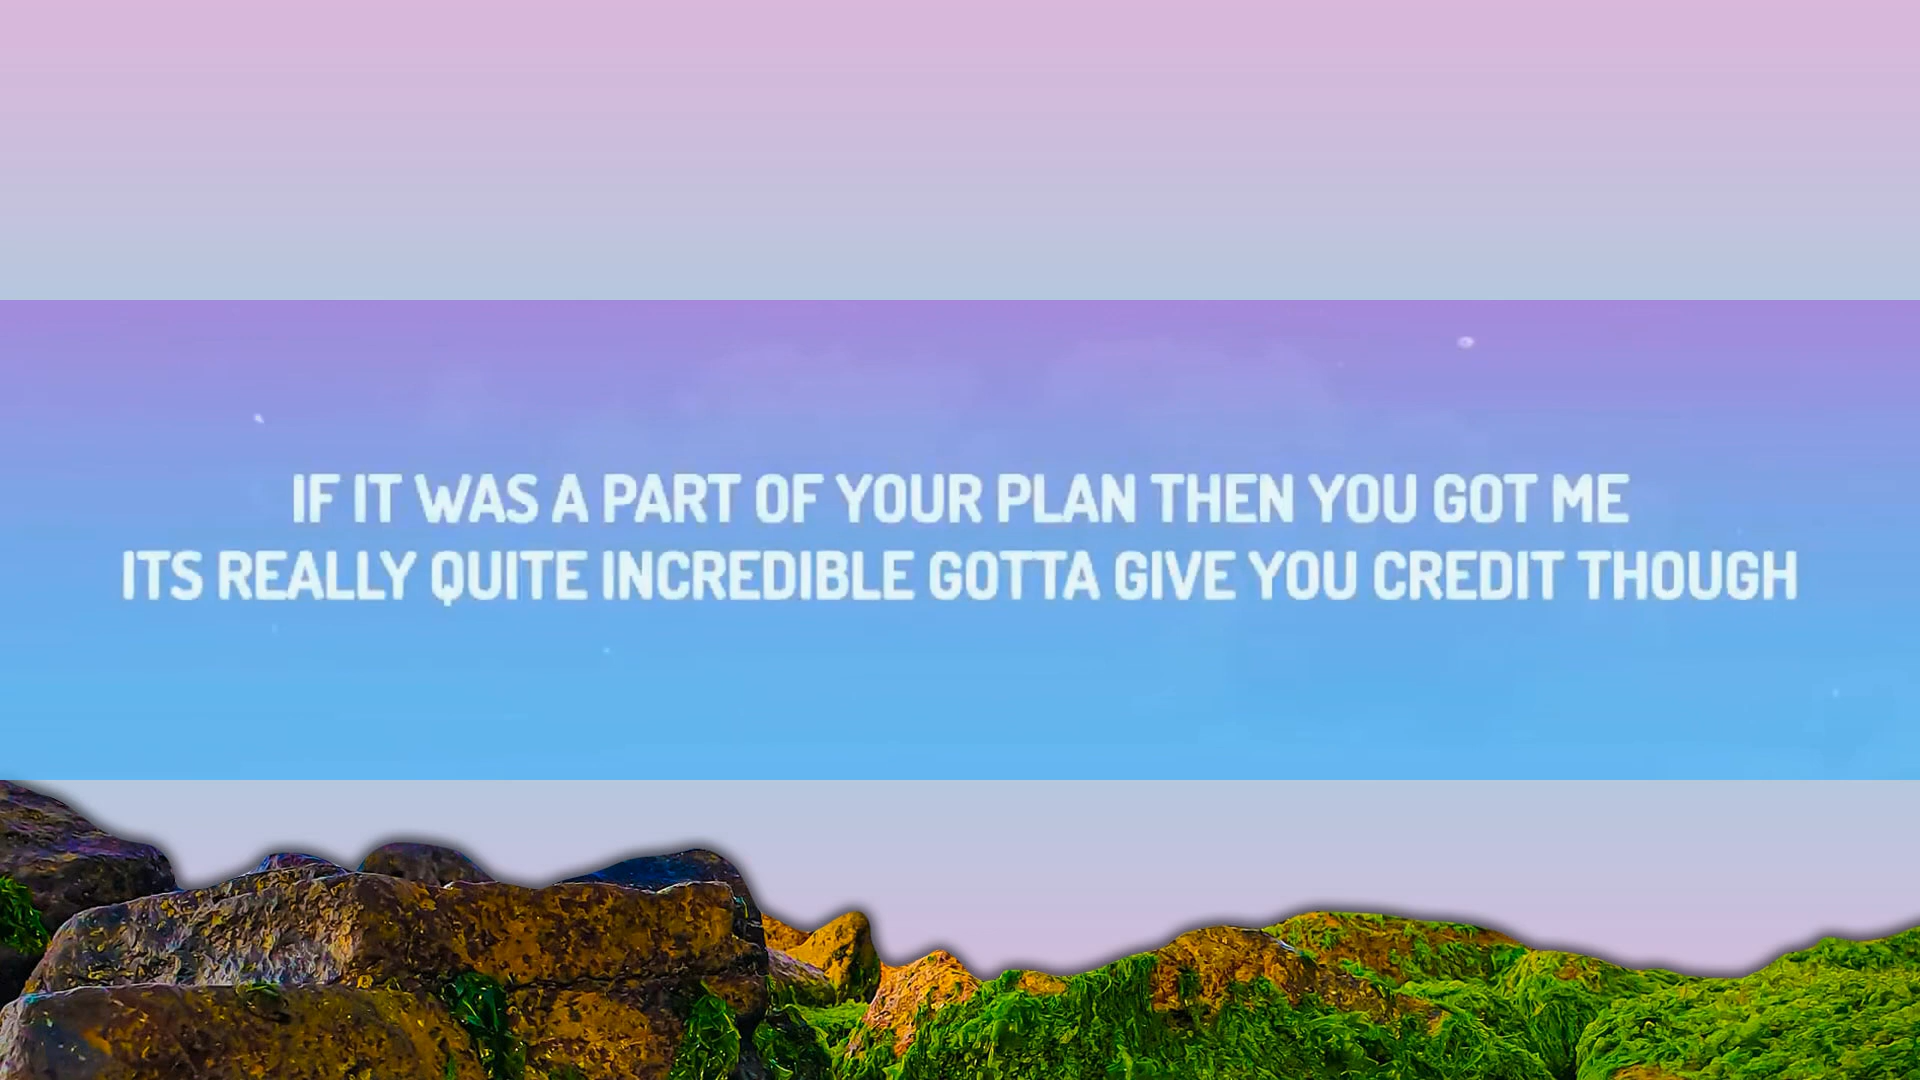 IF IT WAS A PART OF YOUR PLAN THEN YOU GOT ME
ITS REALLY QUITE INCREDIBLE GOTTA GIVE YOU CREDIT THOUGH